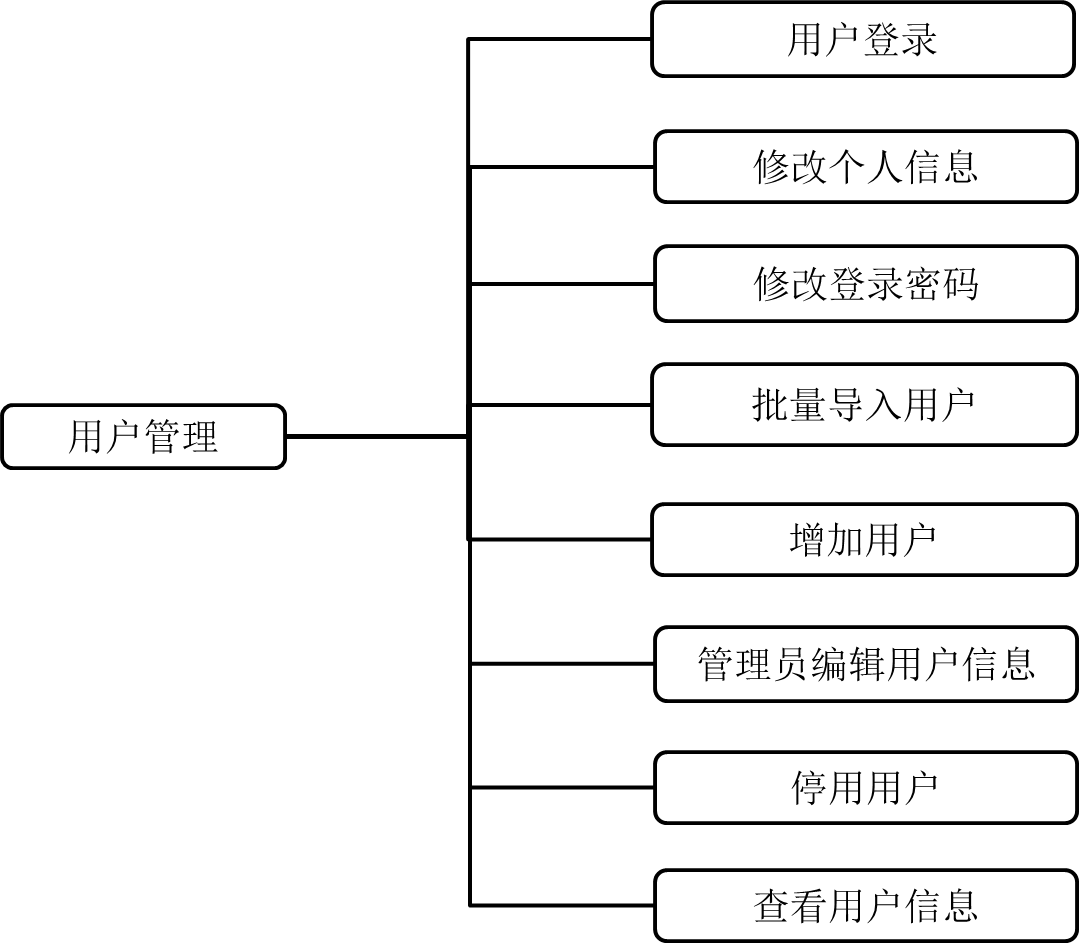 用户登录
修改个人信息
修改登录密码
批量导入用户
用户管理
增加用户
管理员编辑用户信息
停用用户
查看用户信息